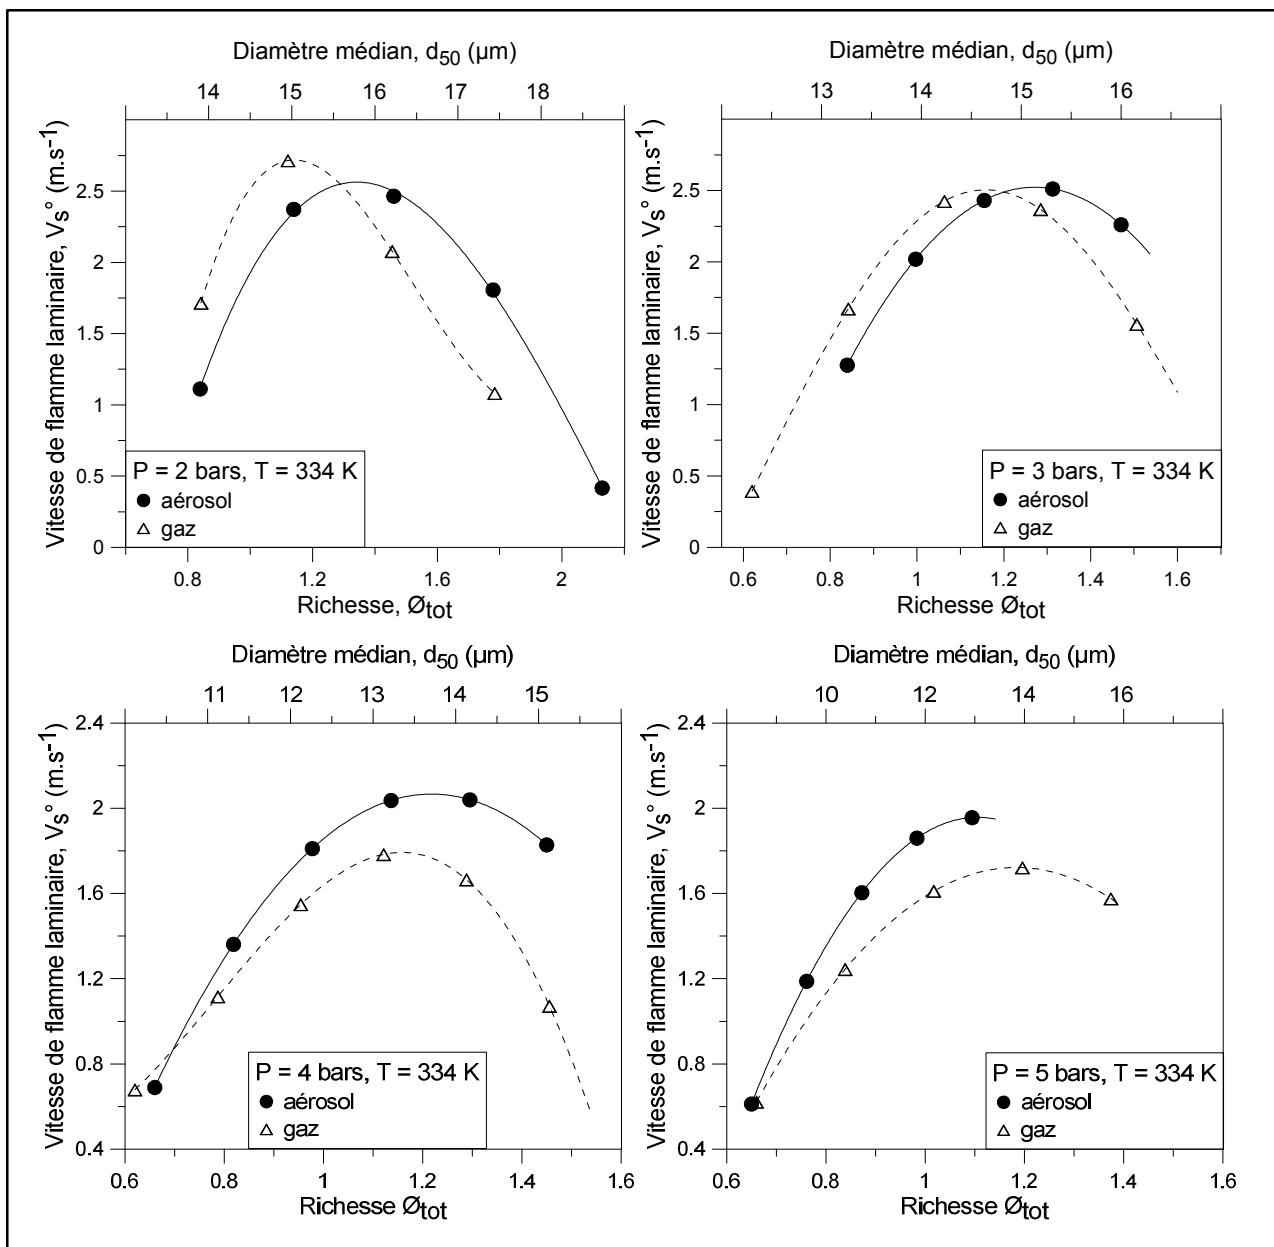 Diamètre médian, d50 (µm)
14 15 16 17 18
Vitesse de flamme laminaire, Vs° (m.s-1)
2.5
2
1.5
1
0.5
0
P = 2 bars, T = 334 K
aérosol
gaz
0.8 1.2 1.6 2
Richesse, Øtot
Diamètre médian, d50 (µm)
13 14 15 16
Vitesse de flamme laminaire, Vs° (m.s-1)
2.5
2
1.5
1
0.5
0
P = 3 bars, T = 334 K
aérosol
gaz
0.6 0.8 1 1.2 1.4 1.6
Richesse Øtot
Diamètre médian, d50 (µm)
11 12 13 14 15
Vitesse de flamme laminaire, Vs° (m.s-1)
2.4
2
1.6
1.2
0.8
0.4
P = 4 bars, T = 334 K
aérosol
gaz
0.6 0.8 1 1.2 1.4 1.6
Richesse Øtot
Diamètre médian, d50 (µm)
10 12 14 16
Vitesse de flamme laminaire, Vs° (m.s-1)
2.4
2
1.6
1.2
0.8
0.4
P = 5 bars, T = 334 K
aérosol
gaz
0.6 0.8 1 1.2 1.4 1.6
Richesse Øtot